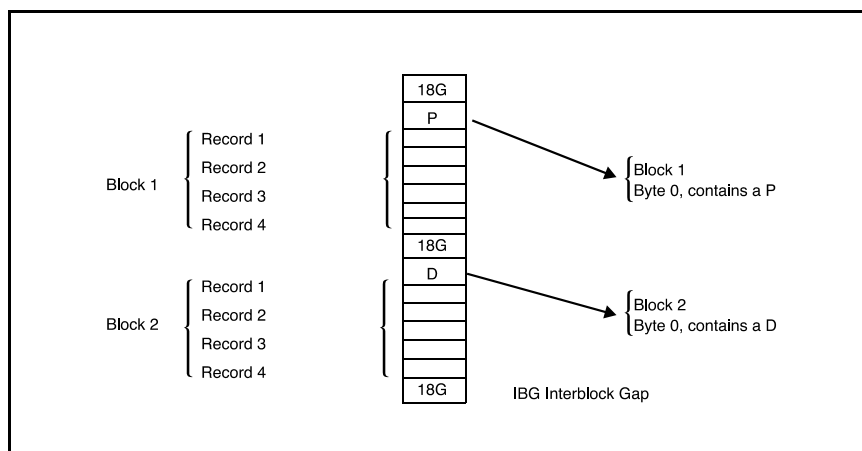 18G
P
Block 1
Record 1
Record 2
Record 3
Record 4
Block 1
Byte 0, contains a P
18G
D
Block 2
Record 1
Record 2
Record 3
Record 4
Block 2
Byte 0, contains a D
18G
IBG Interblock Gap